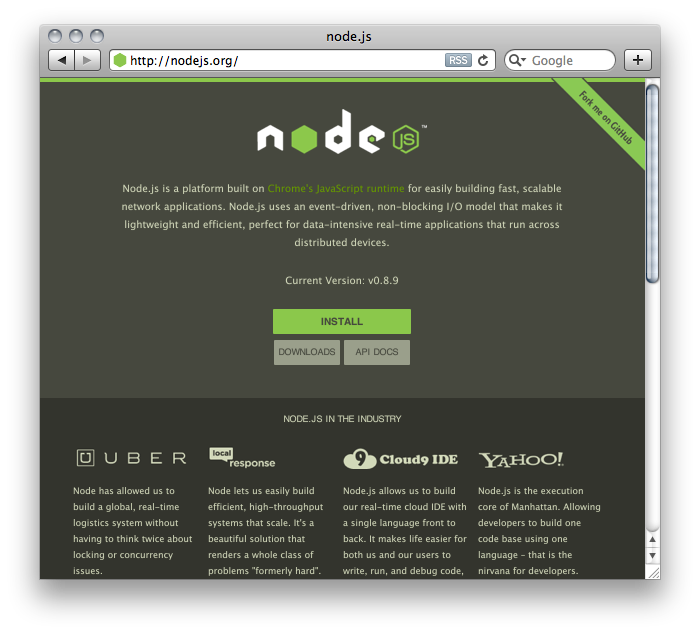 node.js
http://nodejs.org/
RSS
Google
Fork me on GitHub
node JS™
Node.js is a platform built on Chrome's JavaScript runtime for easily building fast, scalable
network applications. Node.js uses an event-driven, non-blocking I/O model that makes it
lightweight and efficient, perfect for data-intensive real-time applications that run across
distributed devices.
Current Version: v0.8.9
INSTALL
DOWNLOADS
API DOCS
NODE.JS IN THE INDUSTRY
UBER
Node has allowed us to
build a global, real-time
logistics system without
having to think twice about
locking or concurrency
issues.
local
response
Node lets us easily build
efficient, high-throughput
systems that scale. It's a
beautiful solution that
renders a whole class of
problems "formerly hard".
9 Cloud9 IDE
Node.js allows us to build
our real-time cloud IDE with
a single language front to
back. It makes life easier for
both us and our users to
write, run, and debug code,
YAHOO!
Node.js is the execution
core of Manhattan. Allowing
developers to build one
code base using one
language – that is the
nirvana for developers.